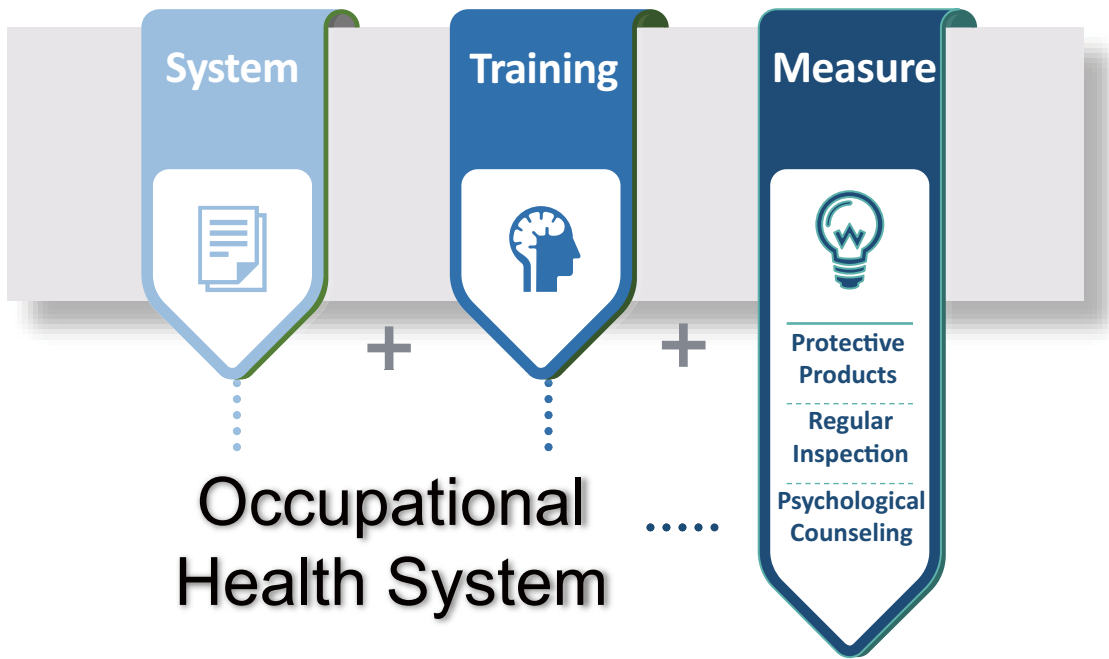 System
Training
Measure
+
+
Protective
Products
Regular
Inspection
Psychological
Counseling
Occupational
Health System